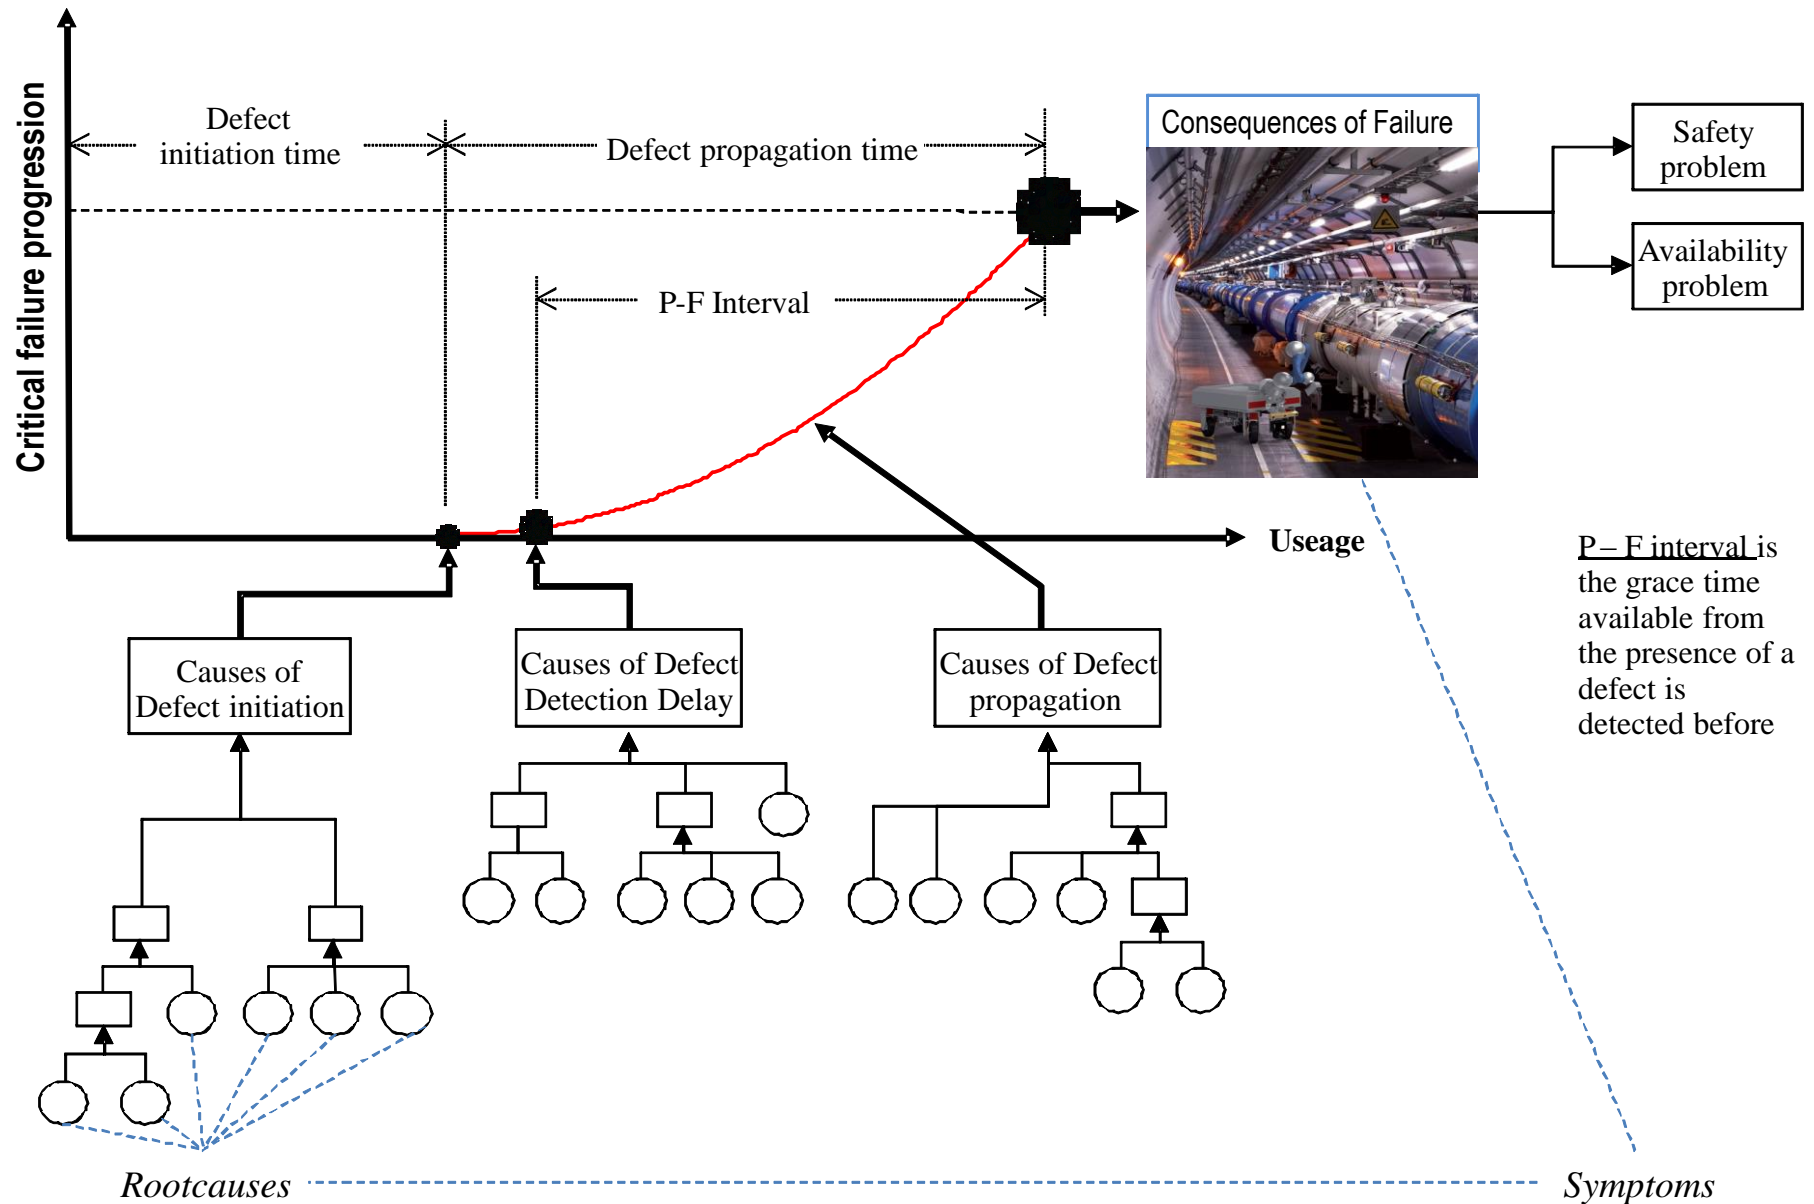 Critical failure progression
Defect
initiation time
Defect propagation time
P-F Interval
Consequences of Failure
Safety
problem
Availability
problem
Useage
P – F interval is
the grace time
available from
the presence of a
defect is
detected before
Causes of
Defect initiation
Causes of Defect
Detection Delay
Causes of Defect
propagation
Rootcauses
Symptoms